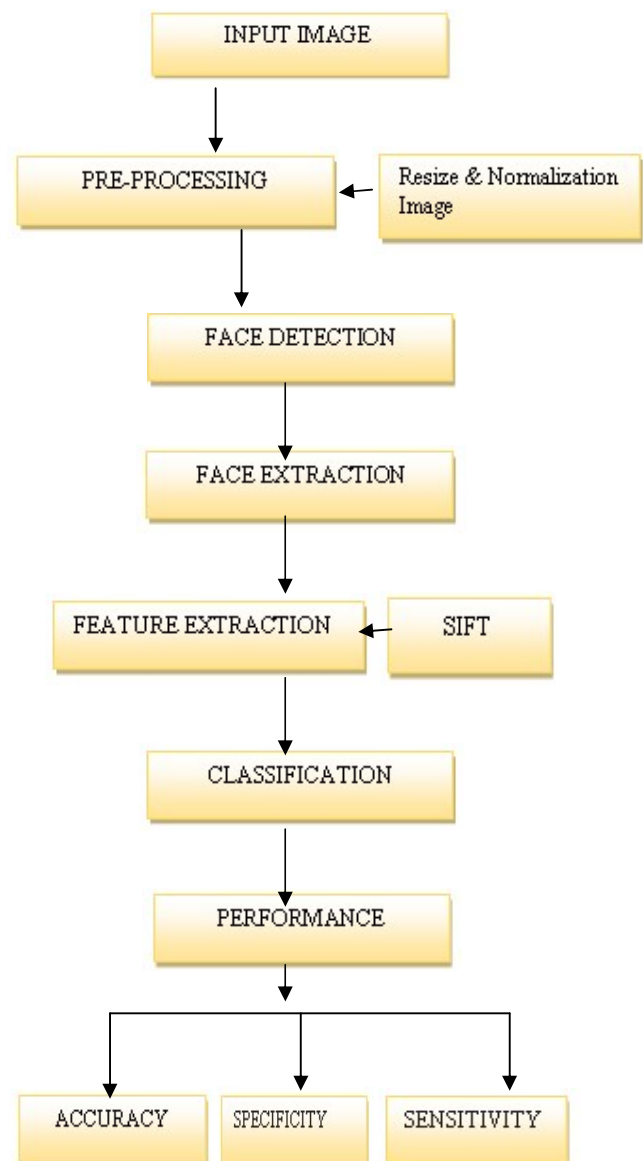 INPUT IMAGE
PRE-PROCESSING
Resize & Normalization
Image
FACE DETECTION
FACE EXTRACTION
FEATURE EXTRACTION
SIFT
CLASSIFICATION
PERFORMANCE
ACCURACY
SPECIFICITY
SENSITIVITY